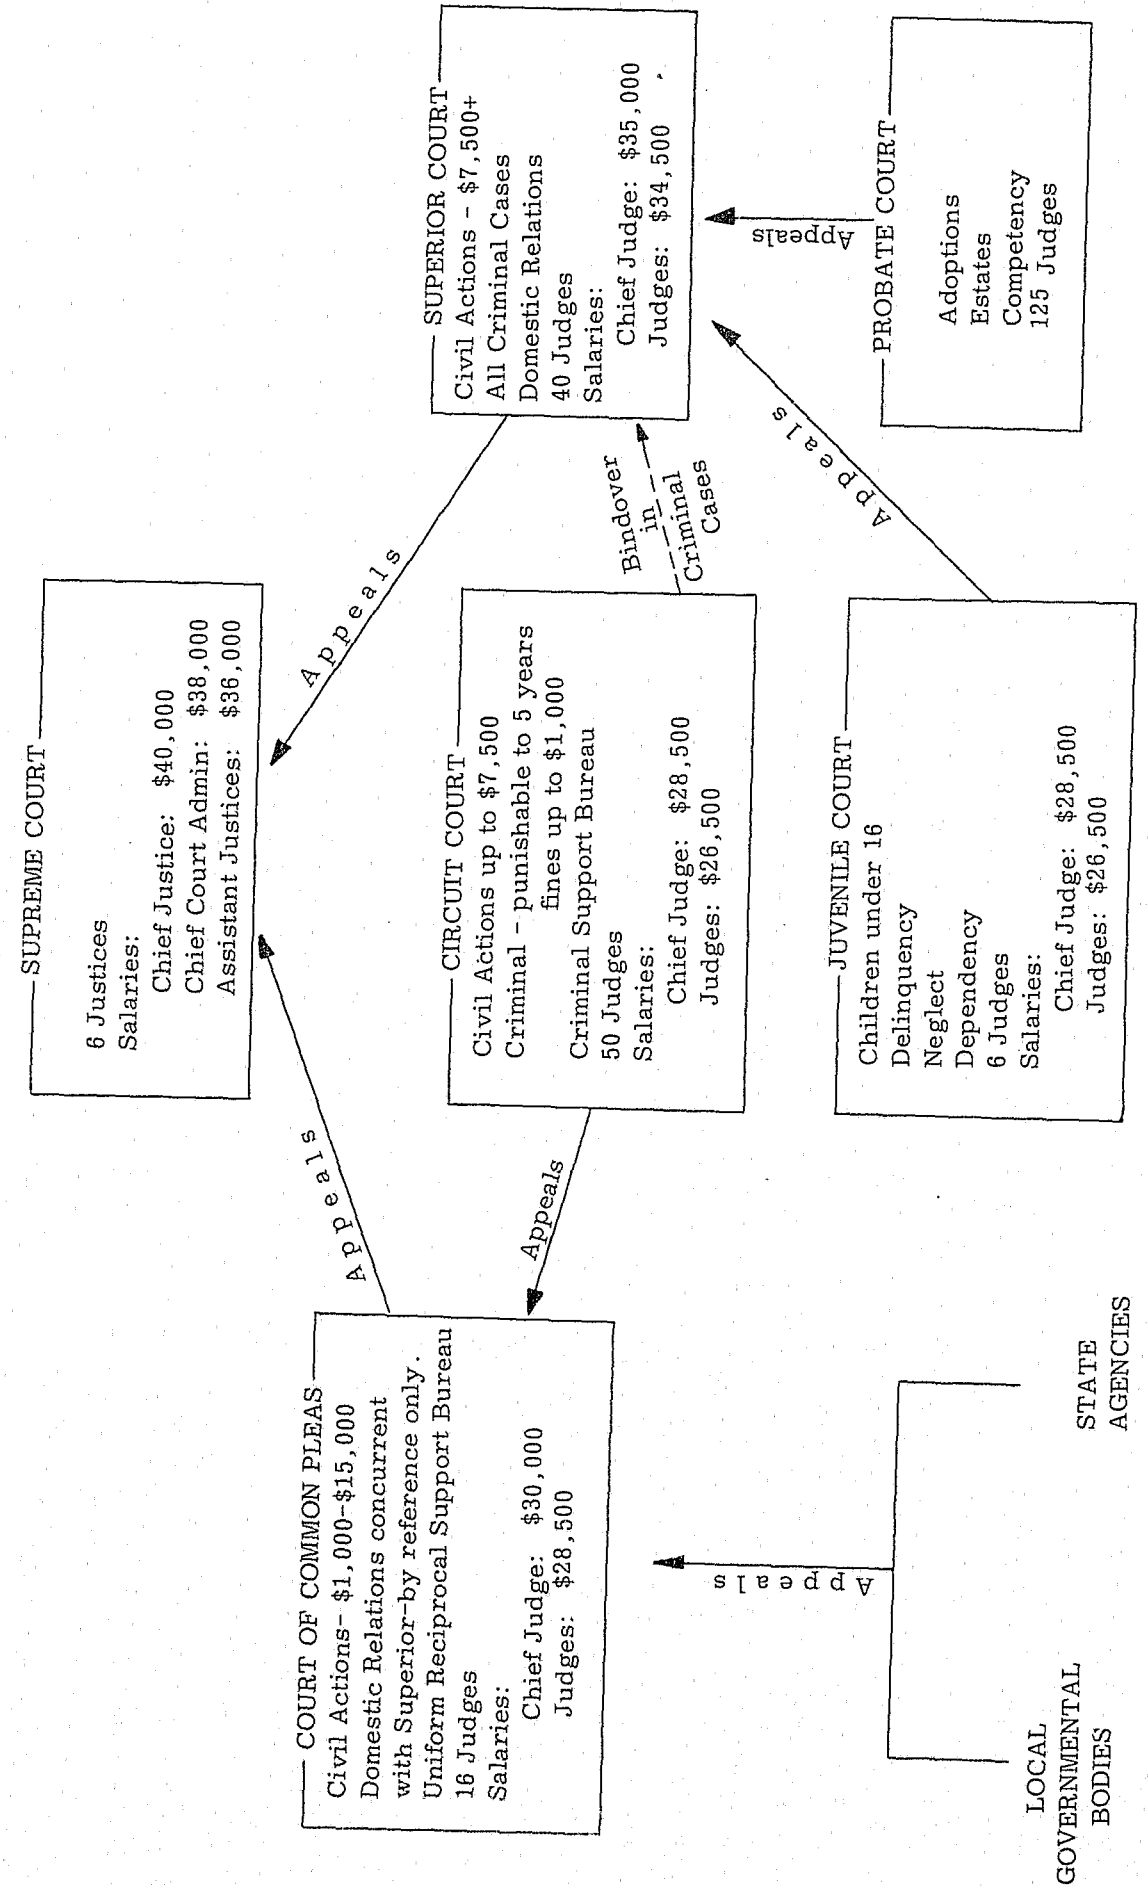 SUPREME COURT
6 Justices
Salaries:
Chief Justice: $40,000
Chief Court Admin: $38,000
Assistant Justices: $36,000
Appeals
Appeals
COURT OF COMMON PLEAS
Civil Actions- $1,000-$15,000
Domestic Relations concurrent
with Superior-by reference only.
Uniform Reciprocal Support Bureau
16 Judges
Salaries:
Chief Judge: $30,000
Judges: $28,500
Appeals
CIRCUIT COURT
Civil Actions up to $7,500
Criminal - punishable to 5 years
fines up to $1,000
Criminal Support Bureau
50 Judges
Salaries:
Chief Judge: $28,500
Judges: $26,500
Bindover
in
Criminal
Cases
SUPERIOR COURT
Civil Actions - $7,500+
All Criminal Cases
Domestic Relations
40 Judges
Salaries:
Chief Judge: $35,000
Judges: $34,500
Appeals
LOCAL
GOVERNMENTAL
BODIES
STATE
AGENCIES
JUVENILE COURT
Children under 16
Delinquency
Neglect
Dependency
6 Judges
Salaries:
Chief Judge: $28,500
Judges: $26,500
Appeals
Appeals
PROBATE COURT
Adoptions
Estates
Competency
125 Judges